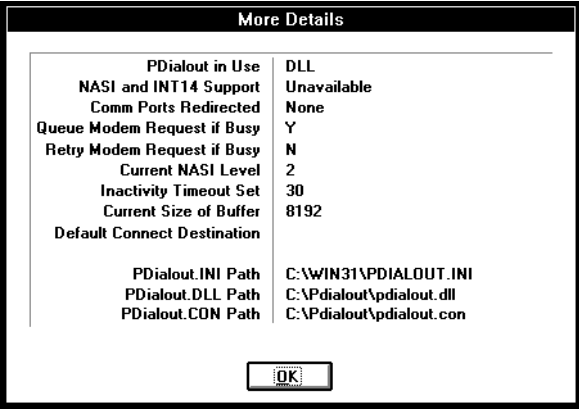 More Details
PDialout in Use DLL
NASI and INT14 Support Unavailable
Comm Ports Redirected None
Queue Modem Request if Busy Y
Retry Modem Request if Busy N
Current NASI Level 2
Inactivity Timeout Set 30
Current Size of Buffer 8192
Default Connect Destination
PDialout.INI Path C:\WIN31\PDIALOUT.INI
PDialout.DLL Path C:\Pdialout\pdialout.dll
PDialout.CON Path C:\Pdialout\pdialout.con
OK